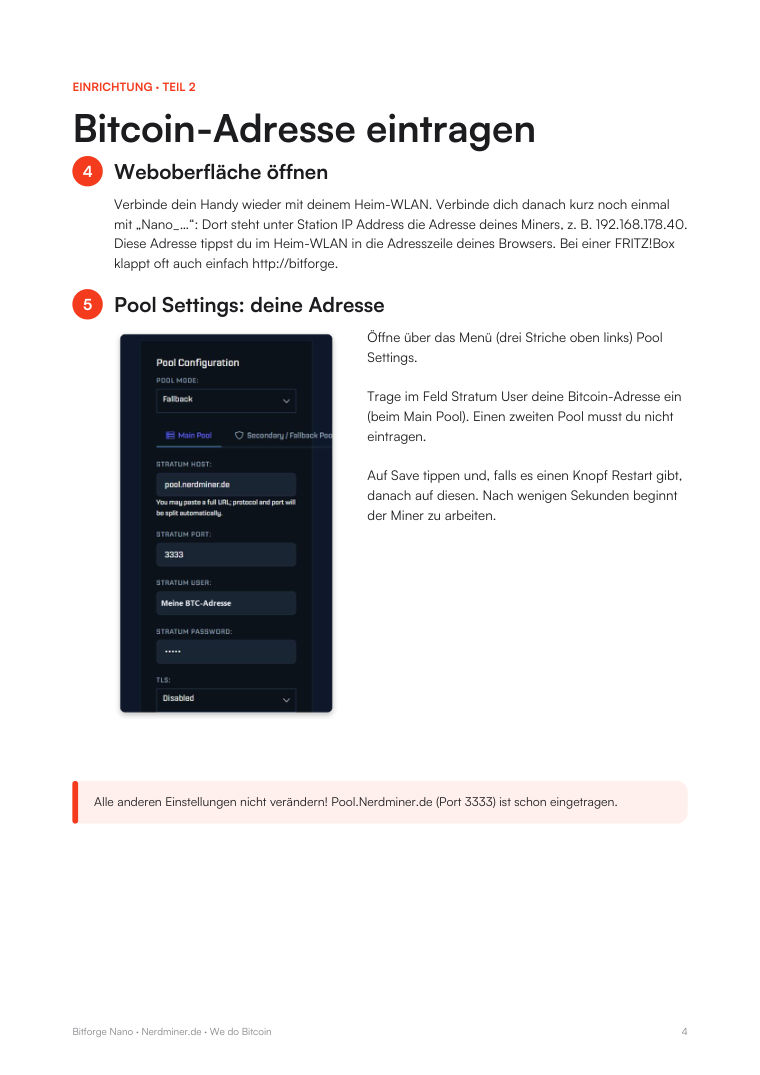 EINRICHTUNG · TEIL 2
Bitcoin-Adresse eintragen
4 Weboberfläche öffnen
Verbinde dein Handy wieder mit deinem Heim-WLAN. Verbinde dich danach kurz noch einmal
mit „Nano_…“: Dort steht unter Station IP Address die Adresse deines Miners, z. B. 192.168.178.40.
Diese Adresse tippst du im Heim-WLAN in die Adresszeile deines Browsers. Bei einer FRITZ!Box
klappt oft auch einfach http://bitforge.
5 Pool Settings: deine Adresse
Pool Configuration
POOL MODE:
Fallback
Main Pool
Secondary / Fallback Poo
STRATUM HOST:
pool.nerdminer.de
You may paste a full URL; protocol and port will
be split automatically.
STRATUM PORT:
3333
STRATUM USER:
Meine BTC-Adresse
STRATUM PASSWORD:
•••••
TLS:
Disabled
Öffne über das Menü (drei Striche oben links) Pool
Settings.
Trage im Feld Stratum User deine Bitcoin-Adresse ein
(beim Main Pool). Einen zweiten Pool musst du nicht
eintragen.
Auf Save tippen und, falls es einen Knopf Restart gibt,
danach auf diesen. Nach wenigen Sekunden beginnt
der Miner zu arbeiten.
Alle anderen Einstellungen nicht verändern! Pool.Nerdminer.de (Port 3333) ist schon eingetragen.
Bitforge Nano · Nerdminer.de · We do Bitcoin
4